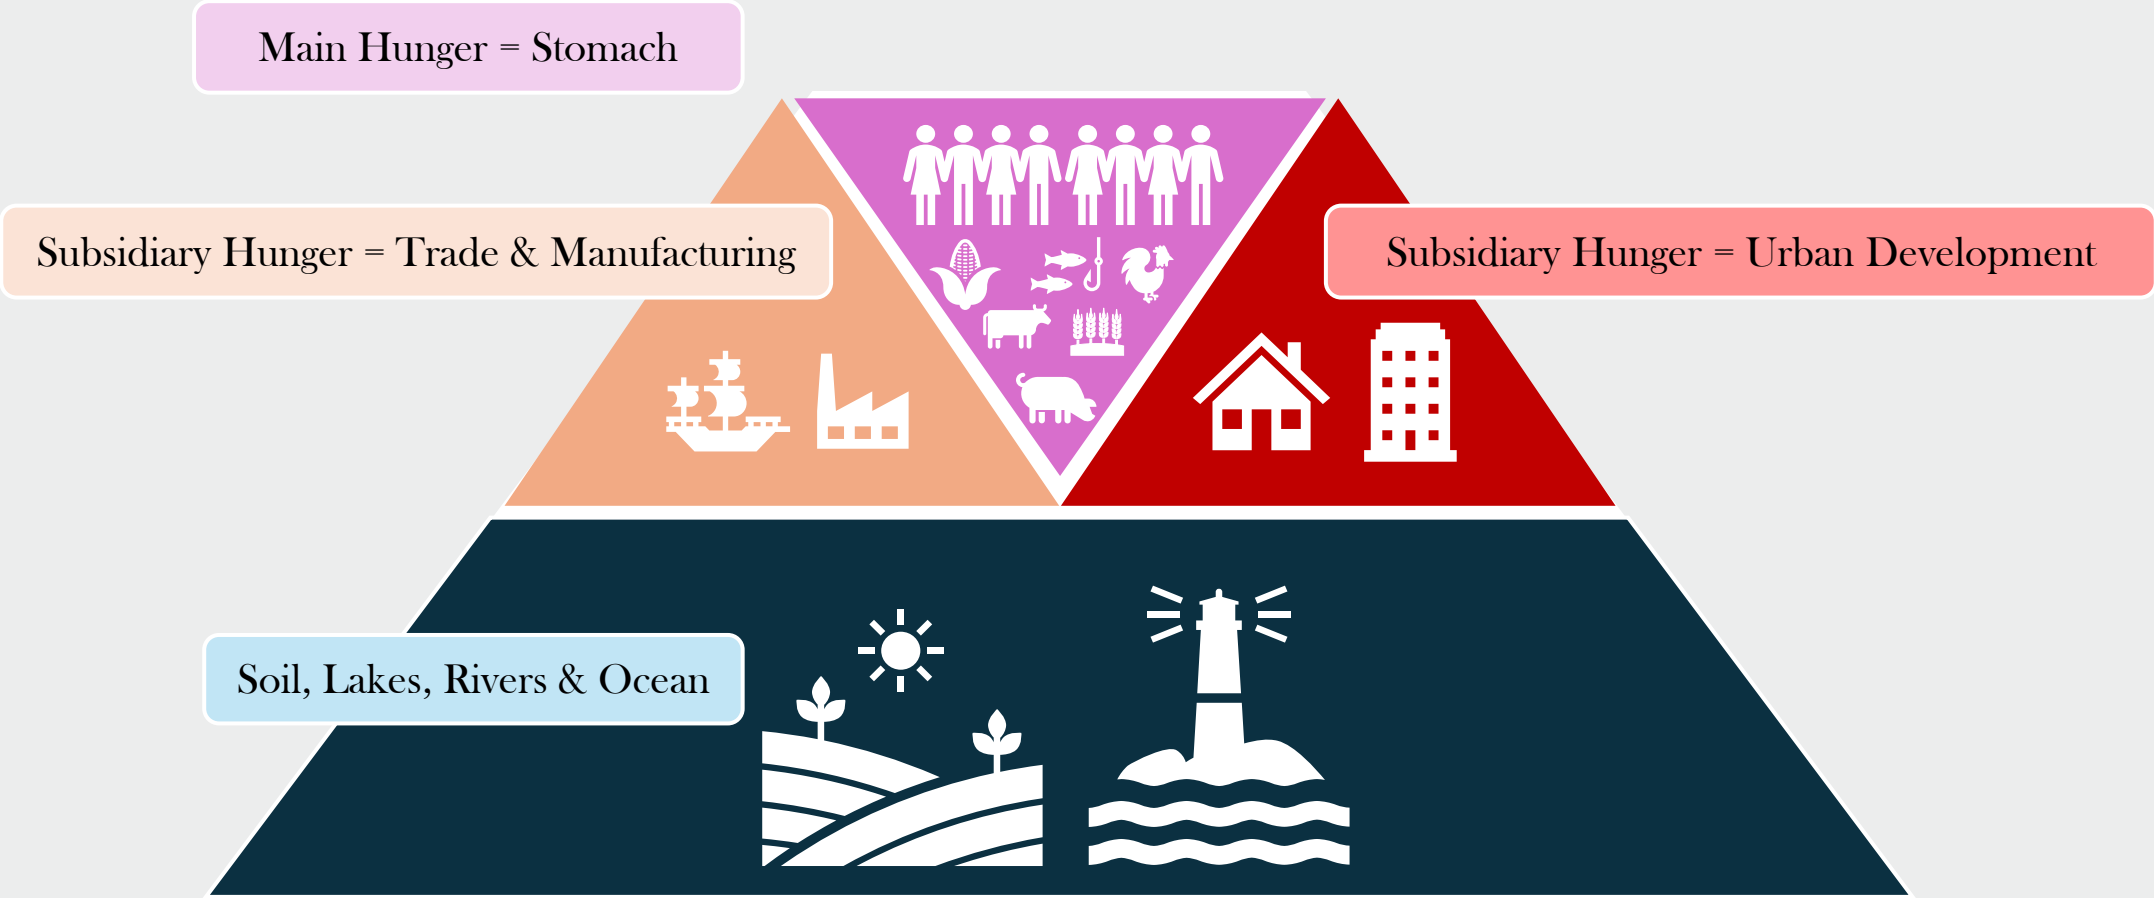 Main Hunger = Stomach
Subsidiary Hunger = Trade & Manufacturing
Subsidiary Hunger = Urban Development
Soil, Lakes, Rivers & Ocean